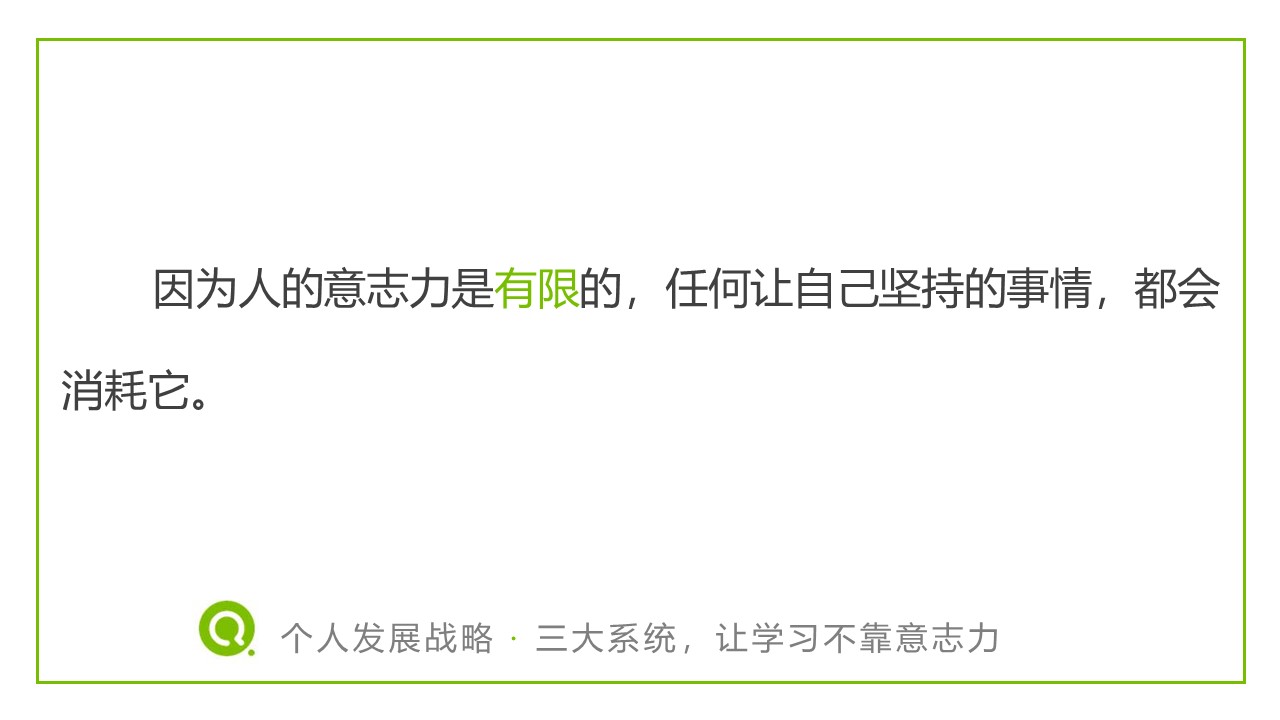 因为人的意志力是有限的，任何让自己坚持的事情，都会
消耗它。
个人发展战略 · 三大系统，让学习不靠意志力